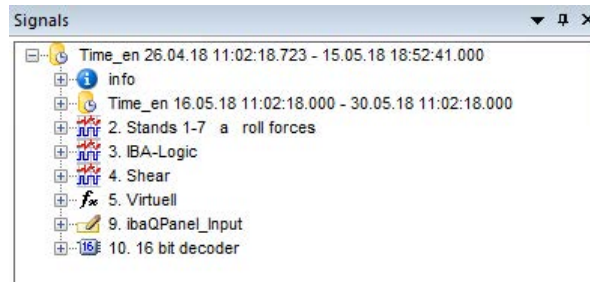 Signals
Time_en 26.04.18 11:02:18.723 - 15.05.18 18:52:41.000
info
Time_en 16.05.18 11:02:18.000 - 30.05.18 11:02:18.000
2. Stands 1-7 a roll forces
3. IBA-Logic
4. Shear
fx 5. Virtuell
9. ibaQPanel_Input
16 10. 16 bit decoder